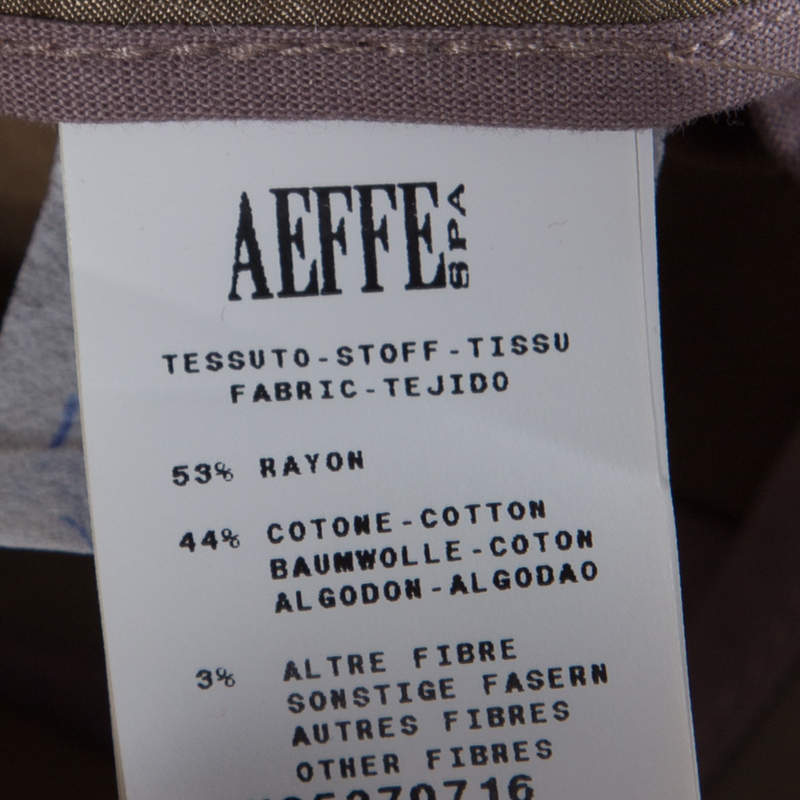 AEFFE SPA
TESSUTO-STOFF-TISSU
FABRIC-TEJIDO
53% RAYON
44% COTONE-COTTON
BAUMWOLLE-COTON
ALGODON-ALGODAO
3% ALTRE FIBRE
SONSTIGE FASERN
AUTRES FIBRES
OTHER FIBRES